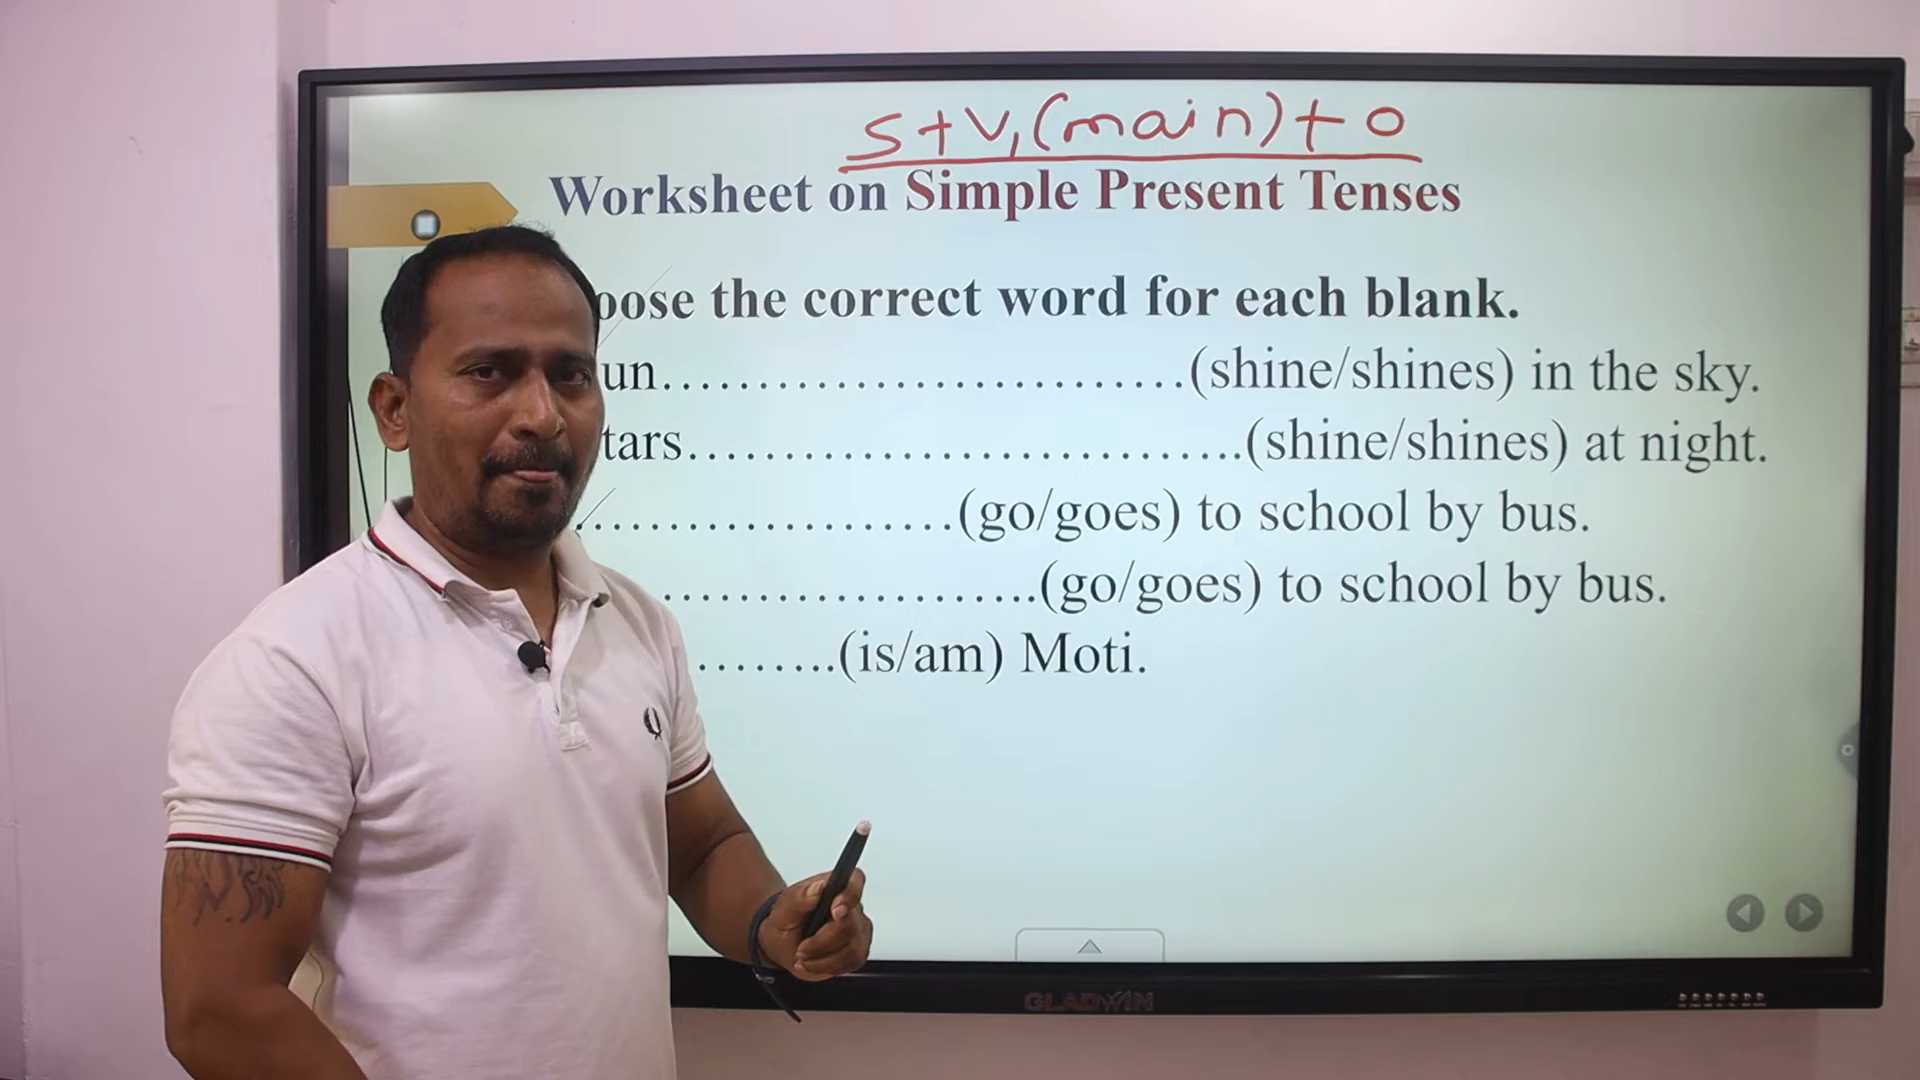 S+V₁(main)+O
Worksheet on Simple Present Tenses
oose the correct word for each blank.
un............................(shine/shines) in the sky.
tars..............................(shine/shines) at night.
....................(go/goes) to school by bus.
....................(go/goes) to school by bus.
........(is/am) Moti.
GLADWIN